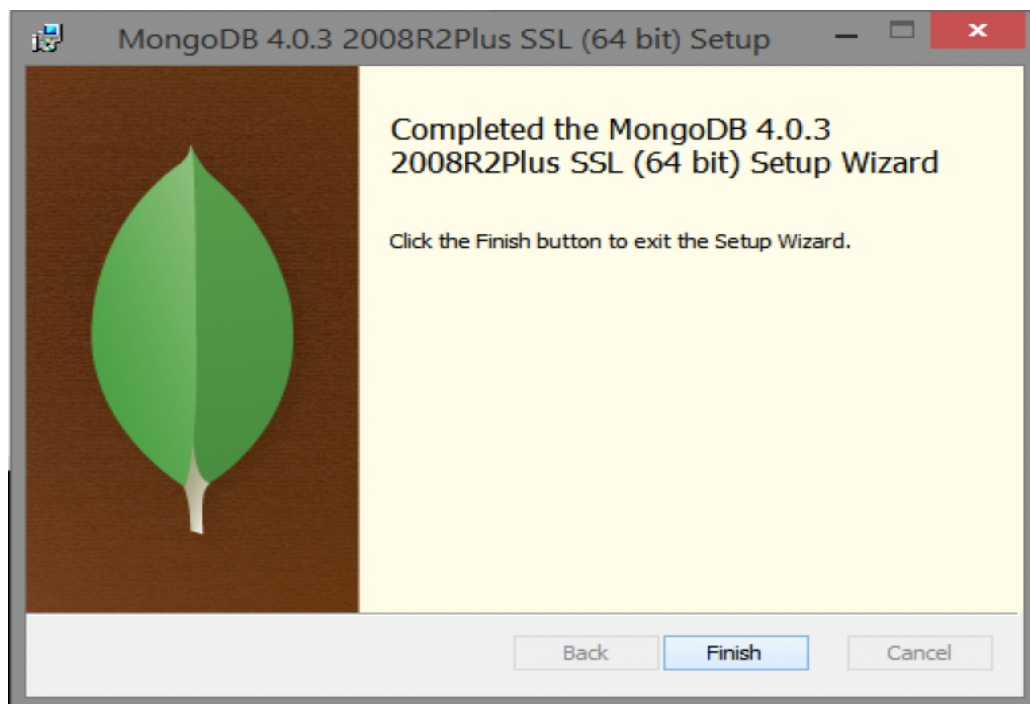 MongoDB 4.0.3 2008R2Plus SSL (64 bit) Setup
Completed the MongoDB 4.0.3
2008R2Plus SSL (64 bit) Setup Wizard
Click the Finish button to exit the Setup Wizard.
Back
Finish
Cancel